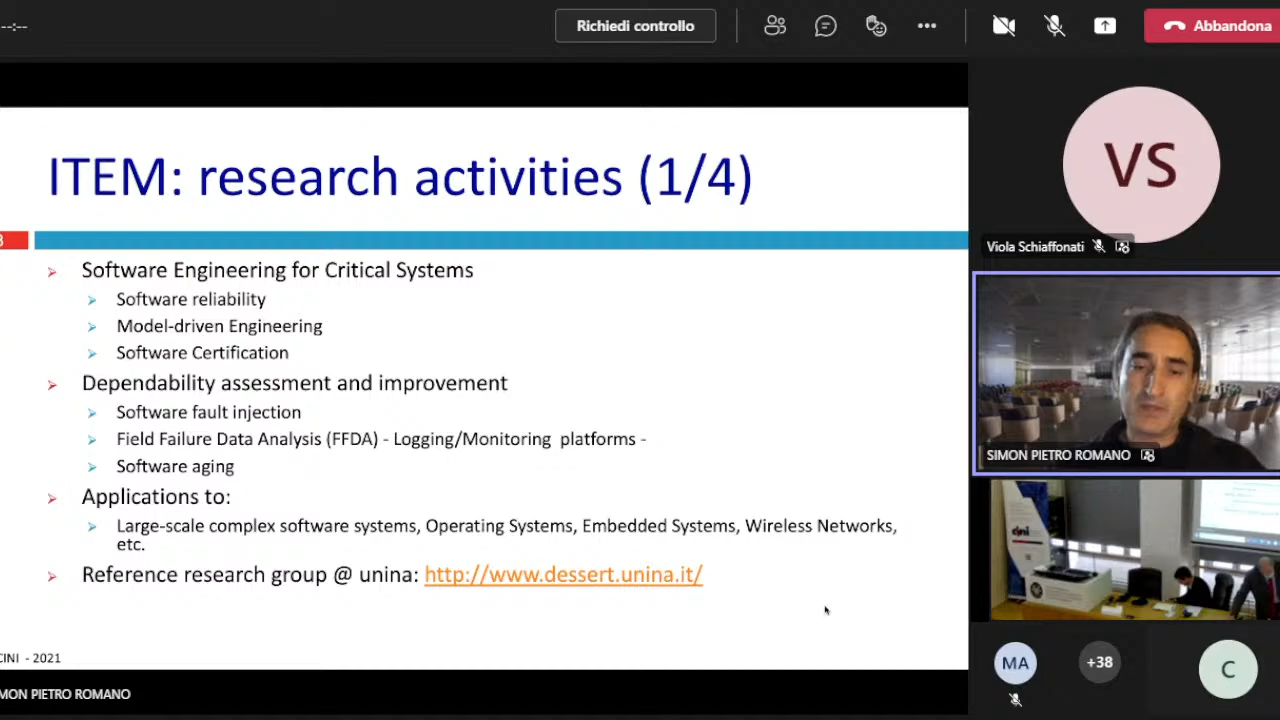 --:--
Richiedi controllo
Abbandona
ITEM: research activities (1/4)
3
Software Engineering for Critical Systems
Software reliability
Model-driven Engineering
Software Certification
Dependability assessment and improvement
Software fault injection
Field Failure Data Analysis (FFDA) - Logging/Monitoring platforms -
Software aging
Applications to:
Large-scale complex software systems, Operating Systems, Embedded Systems, Wireless Networks,
etc.
Reference research group @ unina: http://www.dessert.unina.it/
CINI - 2021
MON PIETRO ROMANO
VS
Viola Schiaffonati
SIMON PIETRO ROMANO
cini
MA
+38
C